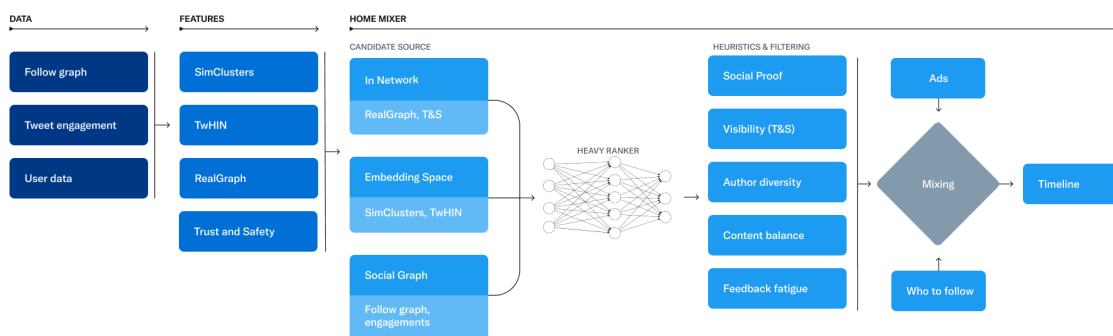 DATA
FEATURES
HOME MIXER
CANDIDATE SOURCE
HEURISTICS & FILTERING
Follow graph
Tweet engagement
User data
SimClusters
TwHIN
RealGraph
Trust and Safety
In Network
RealGraph, T&S
Embedding Space
SimClusters, TwHIN
Social Graph
Follow graph,
engagements
HEAVY RANKER
Social Proof
Visibility (T&S)
Author diversity
Content balance
Feedback fatigue
Ads
Mixing
Who to follow
Timeline